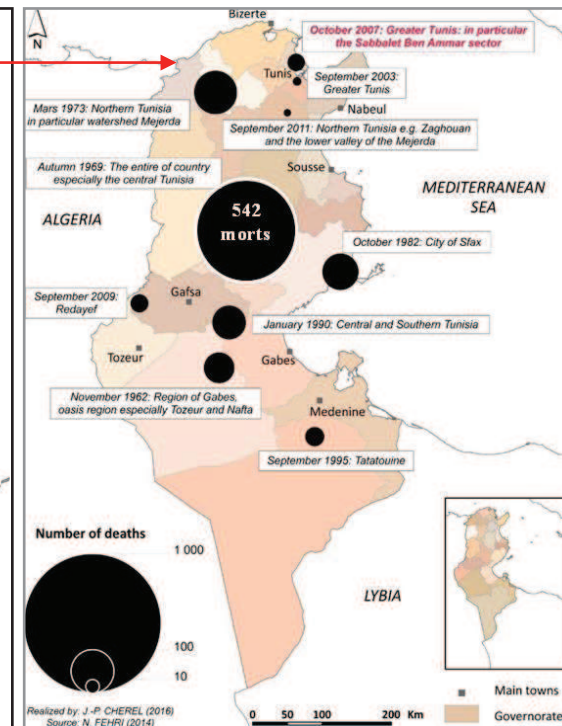 N
Bizerte
October 2007: Greater Tunis: in particular
the Sabbalet Ben Ammar sector
Tunis
September 2003:
Greater Tunis
Mars 1973: Northern Tunisia
in particular watershed Mejerda
Nabeul
September 2011: Northern Tunisia e.g. Zaghouan
and the lower valley of the Mejerda
Autumn 1969: The entire of country
especially the central Tunisia
Sousse
MEDITERRANEAN
SEA
ALGERIA
542
morts
October 1982: City of Sfax
September 2009:
Redayef
Gafsa
January 1990: Central and Southern Tunisia
Tozeur
Gabes
November 1962: Region of Gabes,
oasis region especially Tozeur and Nafta
Medenine
September 1995: Tatatouine
Number of deaths
1 000
100
10
LYBIA
Realized by: J.-P. CHEREL (2016)
Source: N. FEHRI (2014)
0 50 100 200 Km
Main towns
Governorate